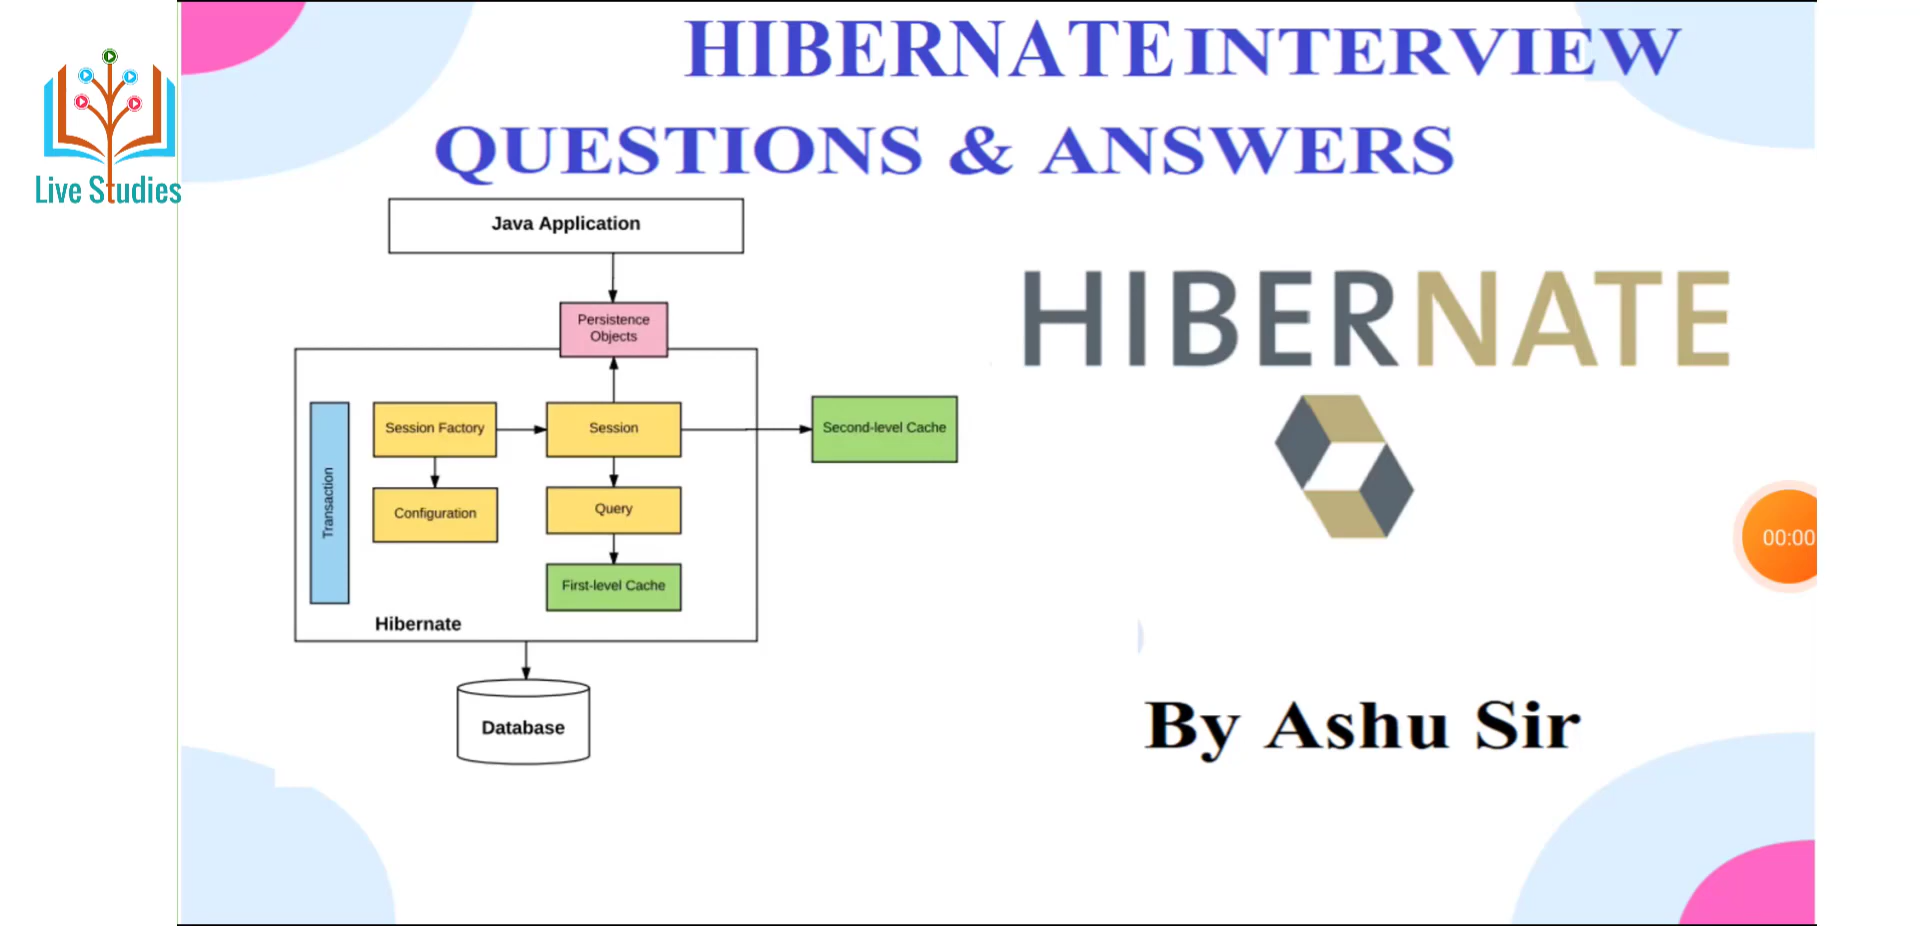 HIBERNATE INTERVIEW
QUESTIONS & ANSWERS
Live Studies
Java Application
Persistence
Objects
HIBERNATE
Transaction
Session Factory
Session
Second-level Cache
Configuration
Query
00:00
First-level Cache
Hibernate
Database
By Ashu Sir